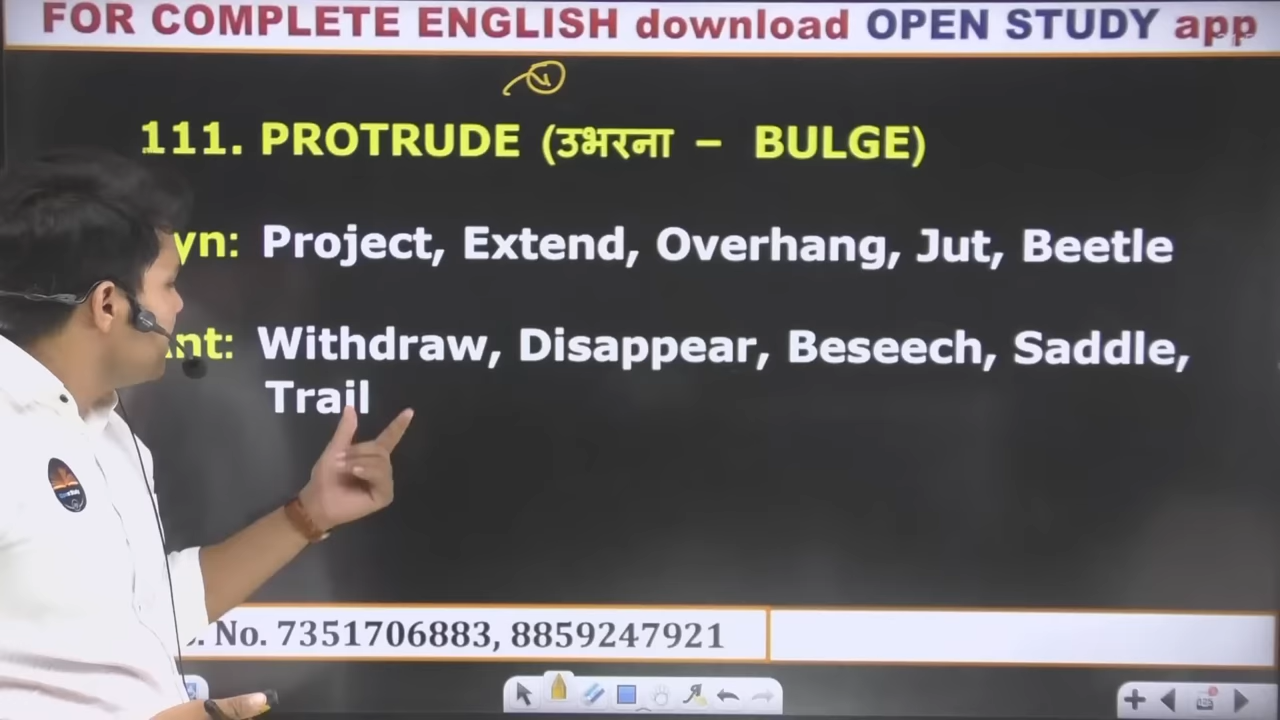 FOR COMPLETE ENGLISH download OPEN STUDY app
111. PROTRUDE (उभरना – BULGE)
yn: Project, Extend, Overhang, Jut, Beetle
nt: Withdraw, Disappear, Beseech, Saddle,
Trail
. No. 7351706883, 8859247921